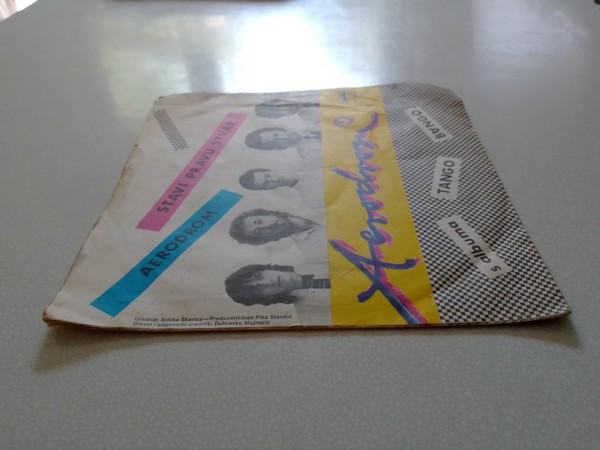 STAVI PRAVU STVAR
AERODROM
Urednik: Siniša Škarica—Producent: Ivan Piko Stančić
Glavni i odgovorni urednik: Dubravko Majnarić
Aerodrom
s albuma
TANGO
BANGO